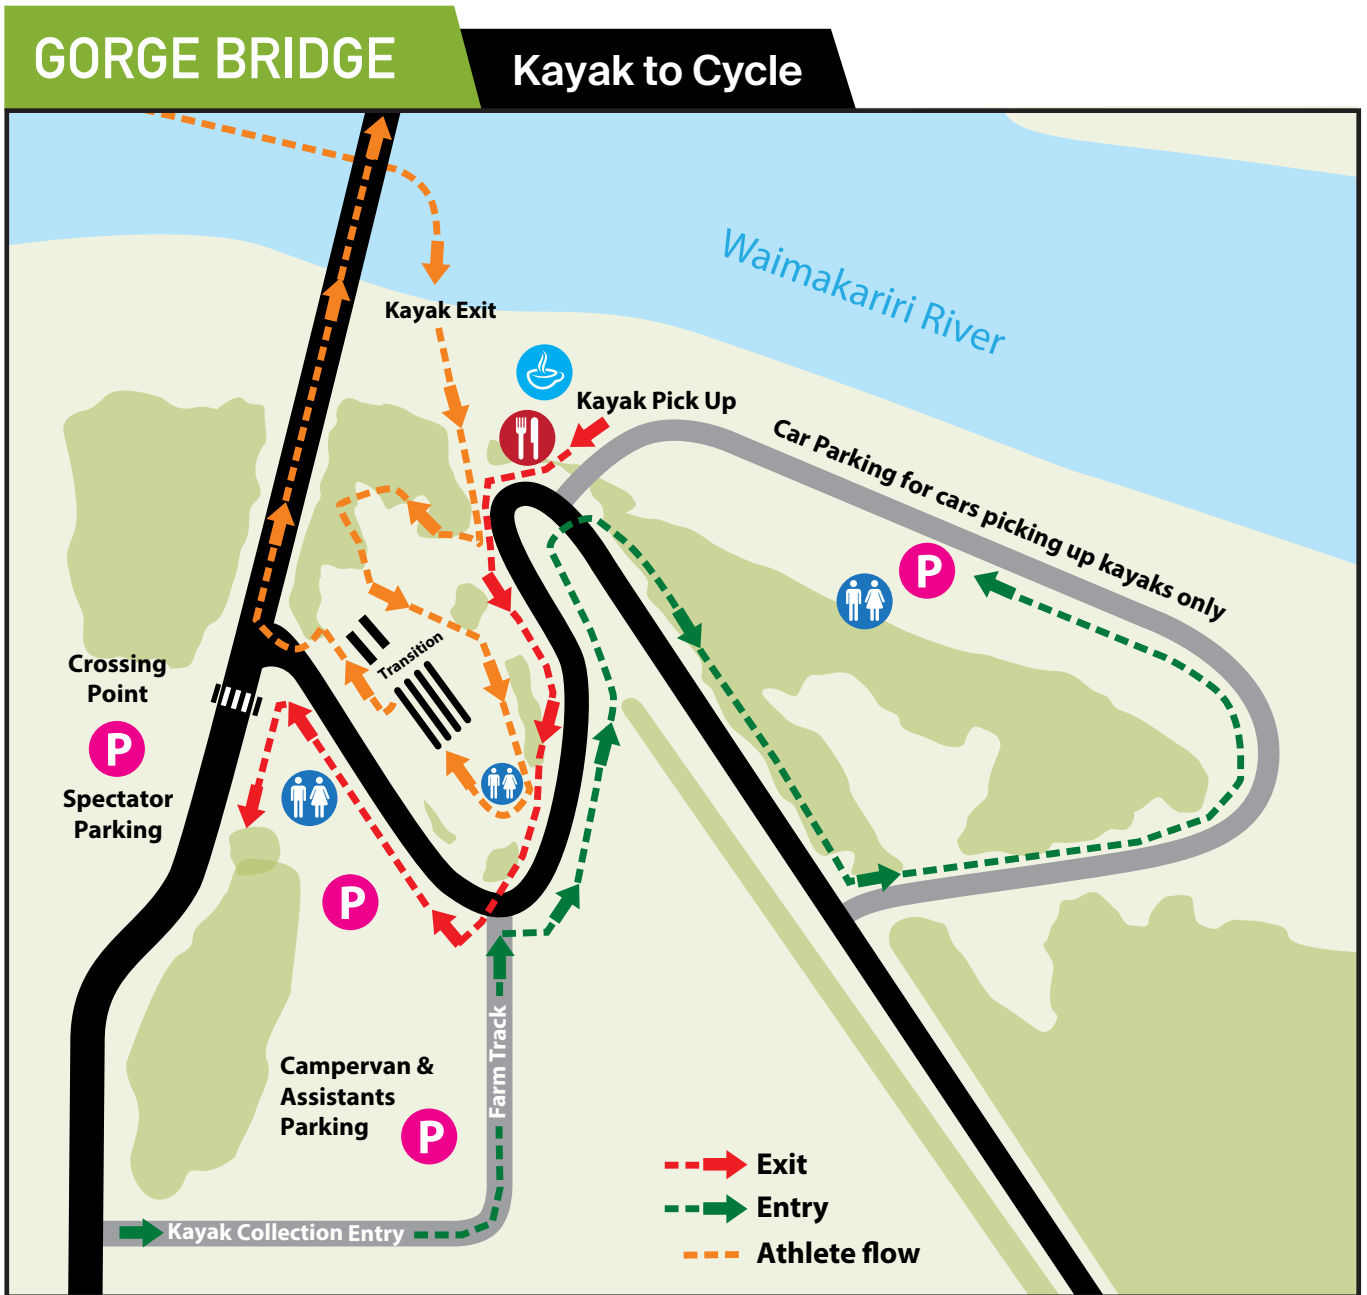 GORGE BRIDGE
Kayak to Cycle
Waimakariri River
Kayak Exit
Kayak Pick Up
Car Parking for cars picking up kayaks only
P
Transition
Crossing
Point
P
Spectator
Parking
P
Campervan &
Assistants
Parking
P
Farm Track
Kayak Collection Entry
Exit
Entry
Athlete flow